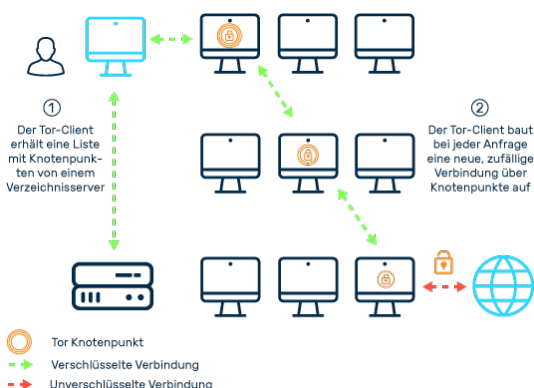 1
Der Tor-Client
erhält eine Liste
mit Knotenpunk-
ten von einem
Verzeichnisserver
2
Der Tor-Client baut
bei jeder Anfrage
eine neue, zufällige
Verbindung über
Knotenpunkte auf
Tor Knotenpunkt
Verschlüsselte Verbindung
Unverschlüsselte Verbindung